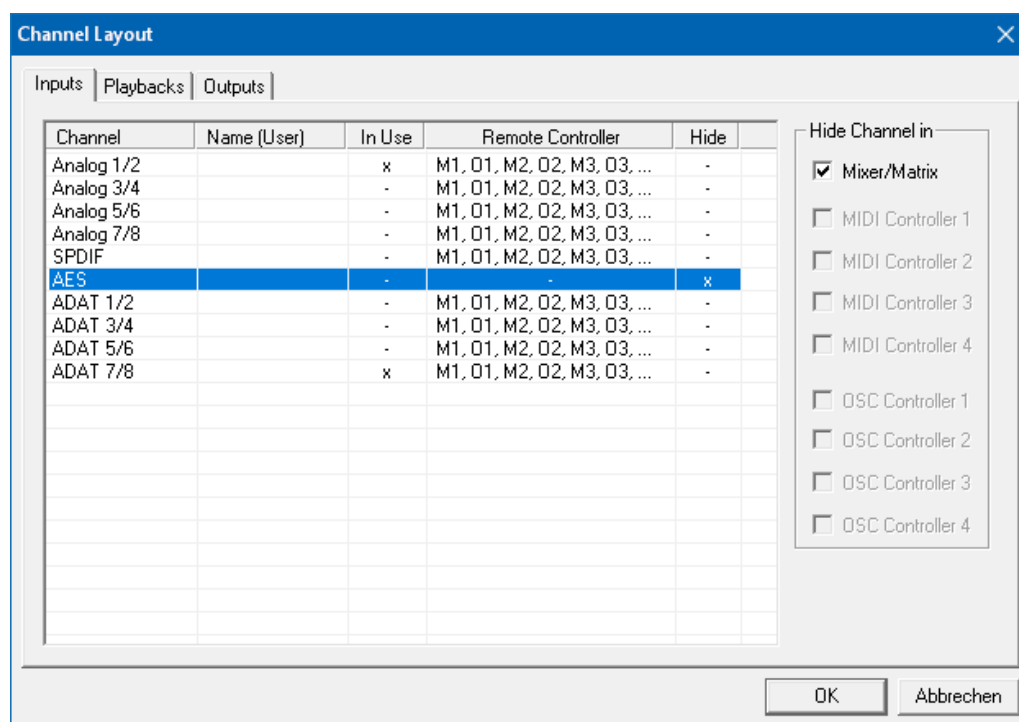 Channel Layout
Inputs Playbacks Outputs
Channel Name (User) In Use Remote Controller Hide
Analog 1/2 x M1, O1, M2, O2, M3, O3, ... -
Analog 3/4 - M1, O1, M2, O2, M3, O3, ... -
Analog 5/6 - M1, O1, M2, O2, M3, O3, ... -
Analog 7/8 - M1, O1, M2, O2, M3, O3, ... -
SPDIF - M1, O1, M2, O2, M3, O3, ... -
AES - - x
ADAT 1/2 - M1, O1, M2, O2, M3, O3, ... -
ADAT 3/4 - M1, O1, M2, O2, M3, O3, ... -
ADAT 5/6 - M1, O1, M2, O2, M3, O3, ... -
ADAT 7/8 x M1, O1, M2, O2, M3, O3, ... -
Hide Channel in
Mixer/Matrix
MIDI Controller 1
MIDI Controller 2
MIDI Controller 3
MIDI Controller 4
OSC Controller 1
OSC Controller 2
OSC Controller 3
OSC Controller 4
OK Abbrechen